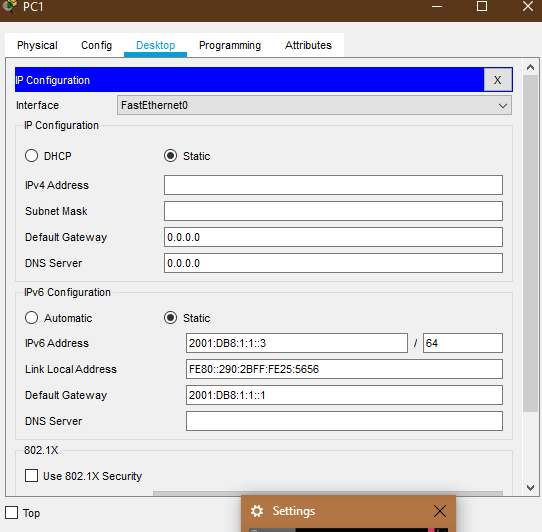 PC1
Physical Config Desktop Programming Attributes
IP Configuration X
Interface FastEthernet0
IP Configuration
DHCP Static
IPv4 Address
Subnet Mask
Default Gateway 0.0.0.0
DNS Server 0.0.0.0
IPv6 Configuration
Automatic Static
IPv6 Address 2001:DB8:1:1::3 / 64
Link Local Address FE80::290:2BFF:FE25:5656
Default Gateway 2001:DB8:1:1::1
DNS Server
802.1X
Use 802.1X Security
Top
Settings